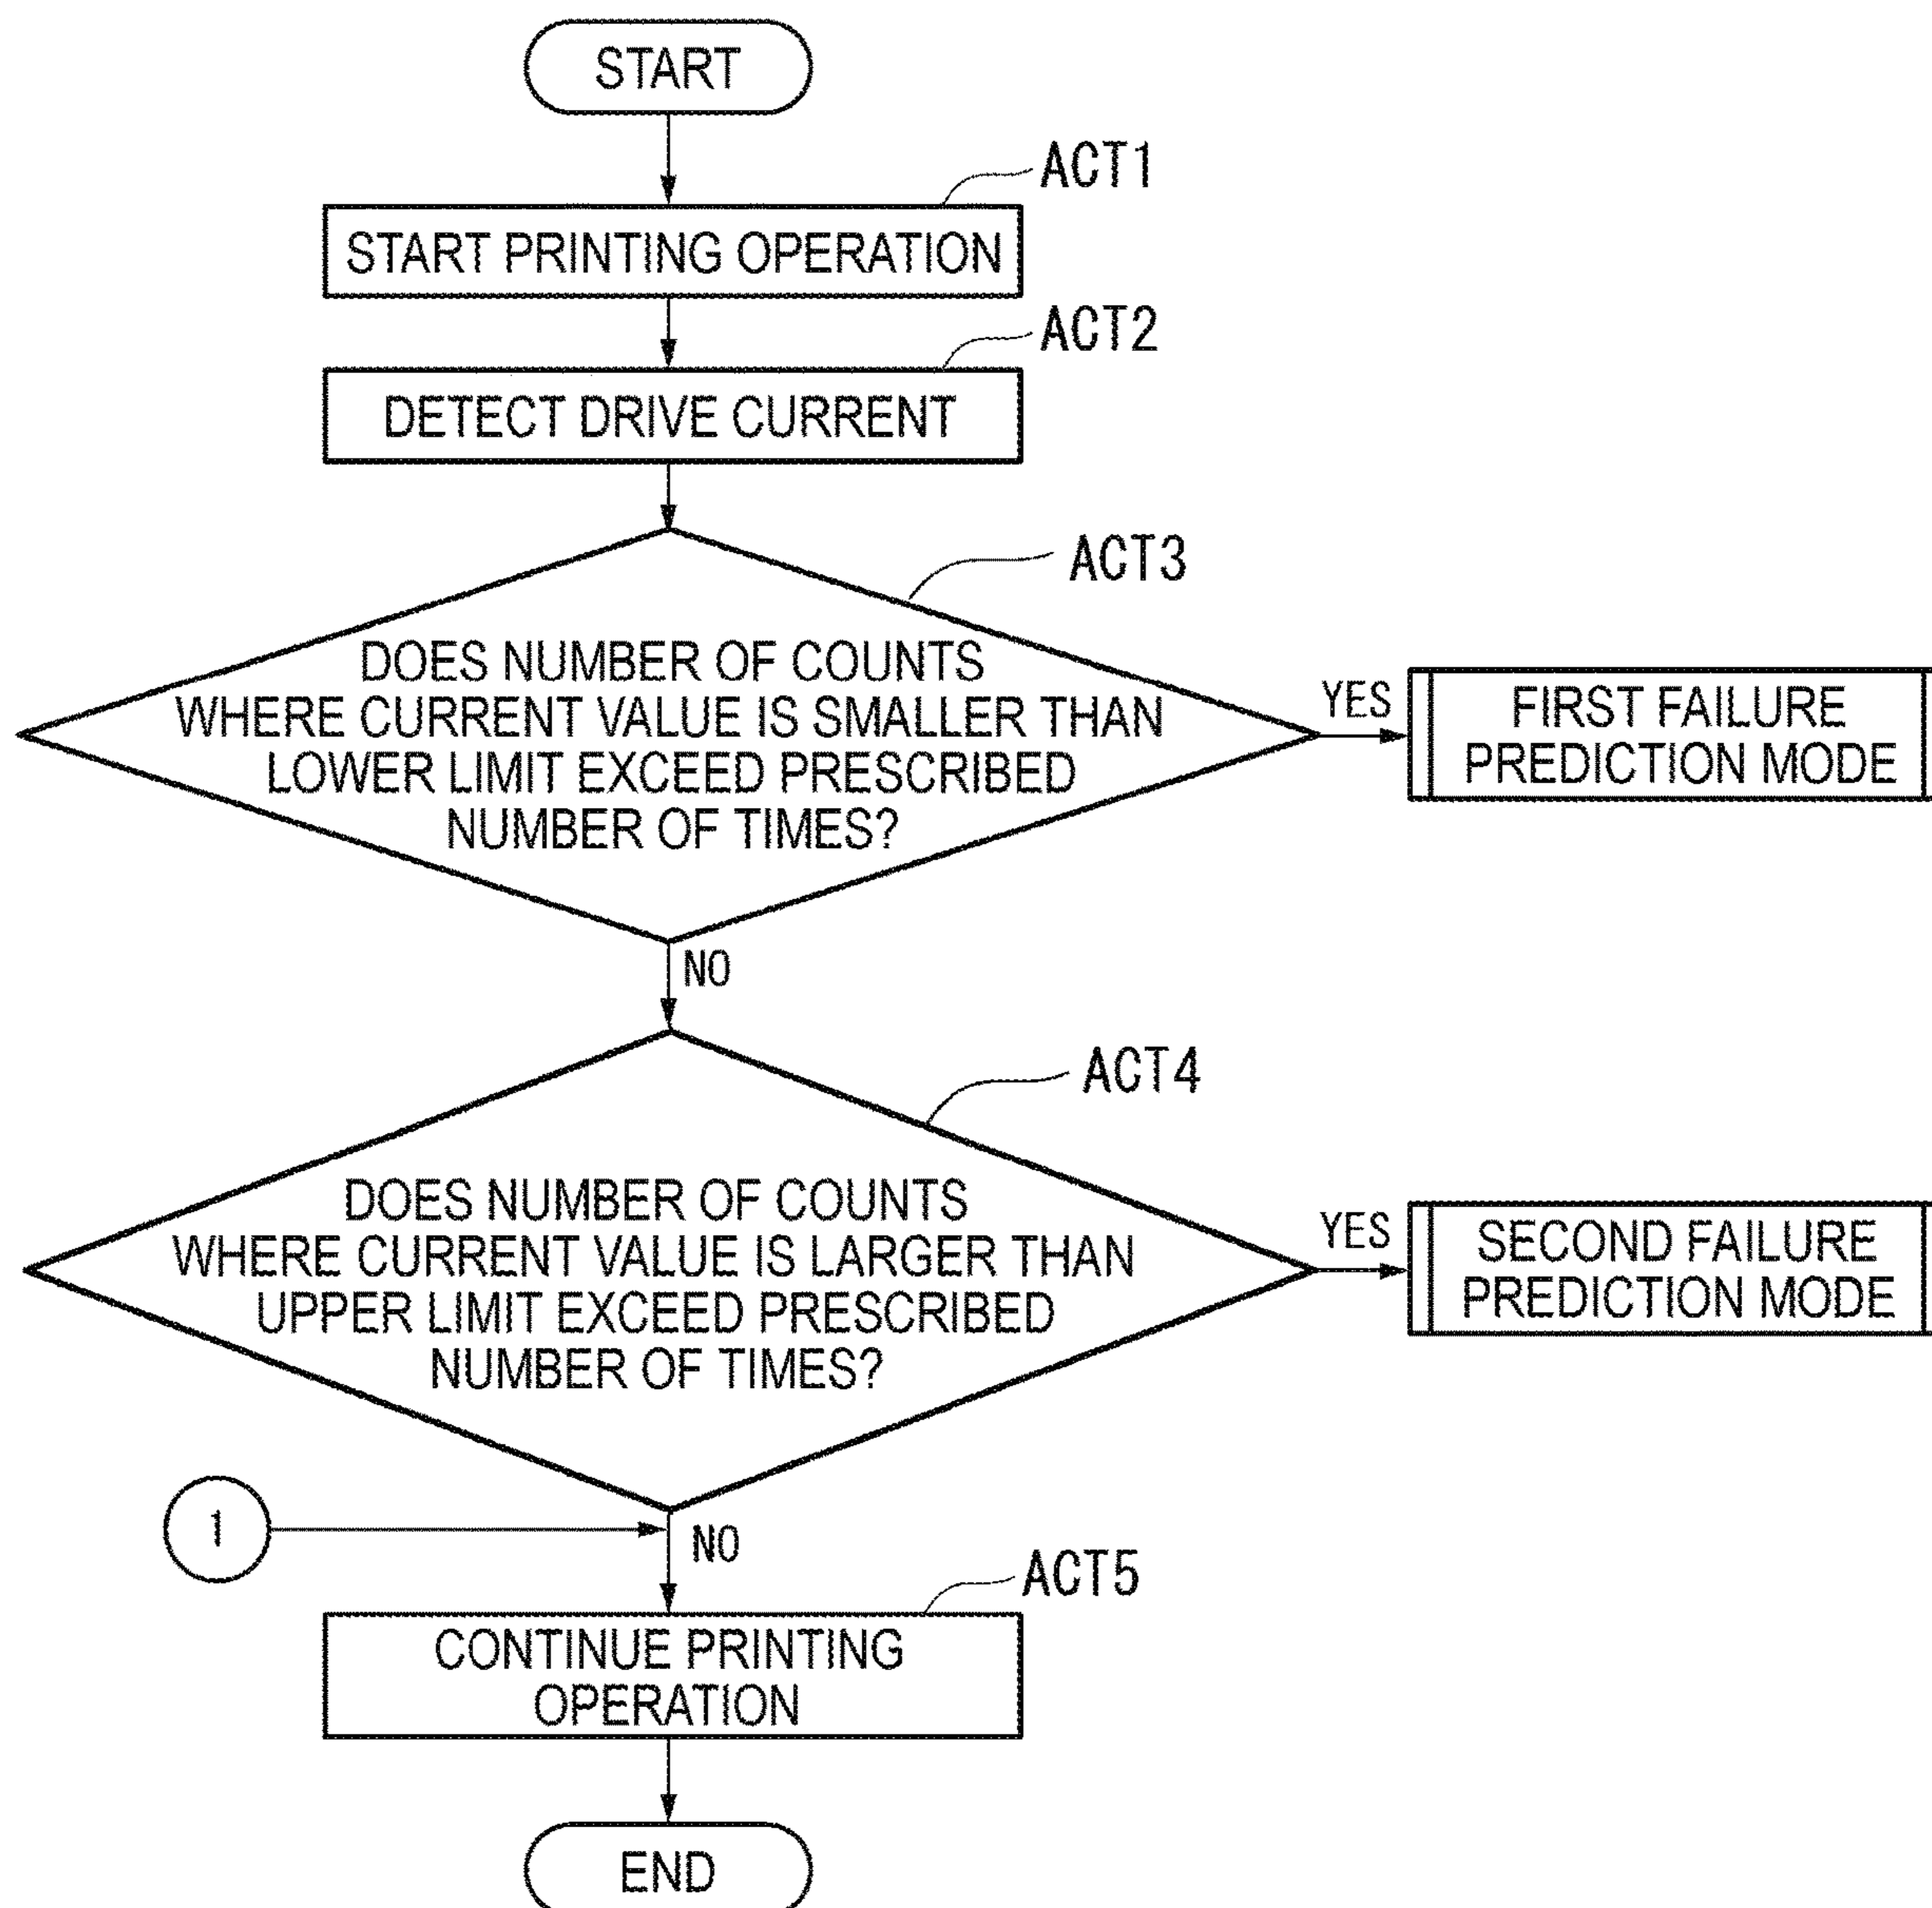 START
ACT1
START PRINTING OPERATION
ACT2
DETECT DRIVE CURRENT
ACT3
DOES NUMBER OF COUNTS
WHERE CURRENT VALUE IS SMALLER THAN
LOWER LIMIT EXCEED PRESCRIBED
NUMBER OF TIMES?
YES
FIRST FAILURE
PREDICTION MODE
NO
ACT4
DOES NUMBER OF COUNTS
WHERE CURRENT VALUE IS LARGER THAN
UPPER LIMIT EXCEED PRESCRIBED
NUMBER OF TIMES?
YES
SECOND FAILURE
PREDICTION MODE
1
NO
ACT5
CONTINUE PRINTING
OPERATION
END